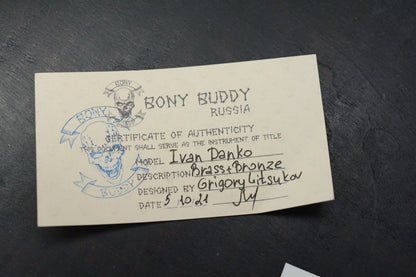 BONY
BONY BUDDY
RUSSIA
BONY
BUDDY
CERTIFICATE OF AUTHENTICITY
THIS DOCUMENT SHALL SERVE AS THE INSTRUMENT OF TITLE
MODEL Ivan Danko
DESCRIPTION Brass+Bronze
DESIGNED BY Grigory Litsukov
DATE 5 10.21